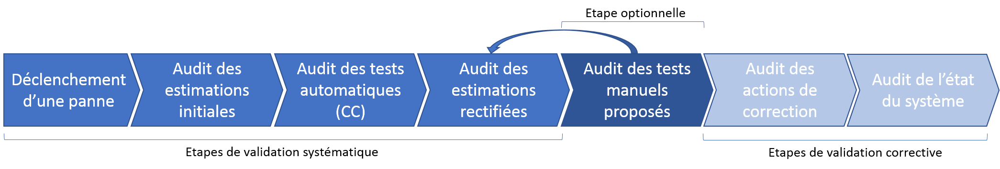 Etape optionnelle
Déclenchement
d’une panne
Audit des
estimations
initiales
Audit des tests
automatiques
(CC)
Audit des
estimations
rectifiées
Audit des tests
manuels
proposés
Audit des
actions de
correction
Audit de l’état
du système
Etapes de validation systématique
Etapes de validation corrective